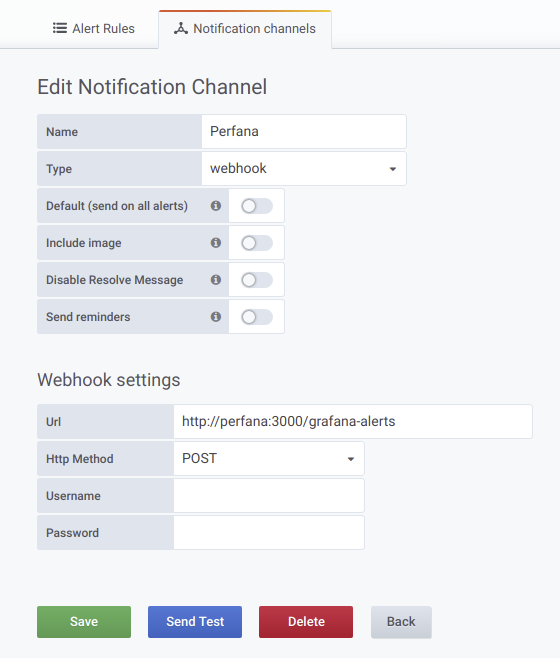 Alert Rules
Notification channels
Edit Notification Channel
Name Perfana
Type webhook
Default (send on all alerts)
Include image
Disable Resolve Message
Send reminders
Webhook settings
Url http://perfana:3000/grafana-alerts
Http Method POST
Username
Password
Save Send Test Delete Back